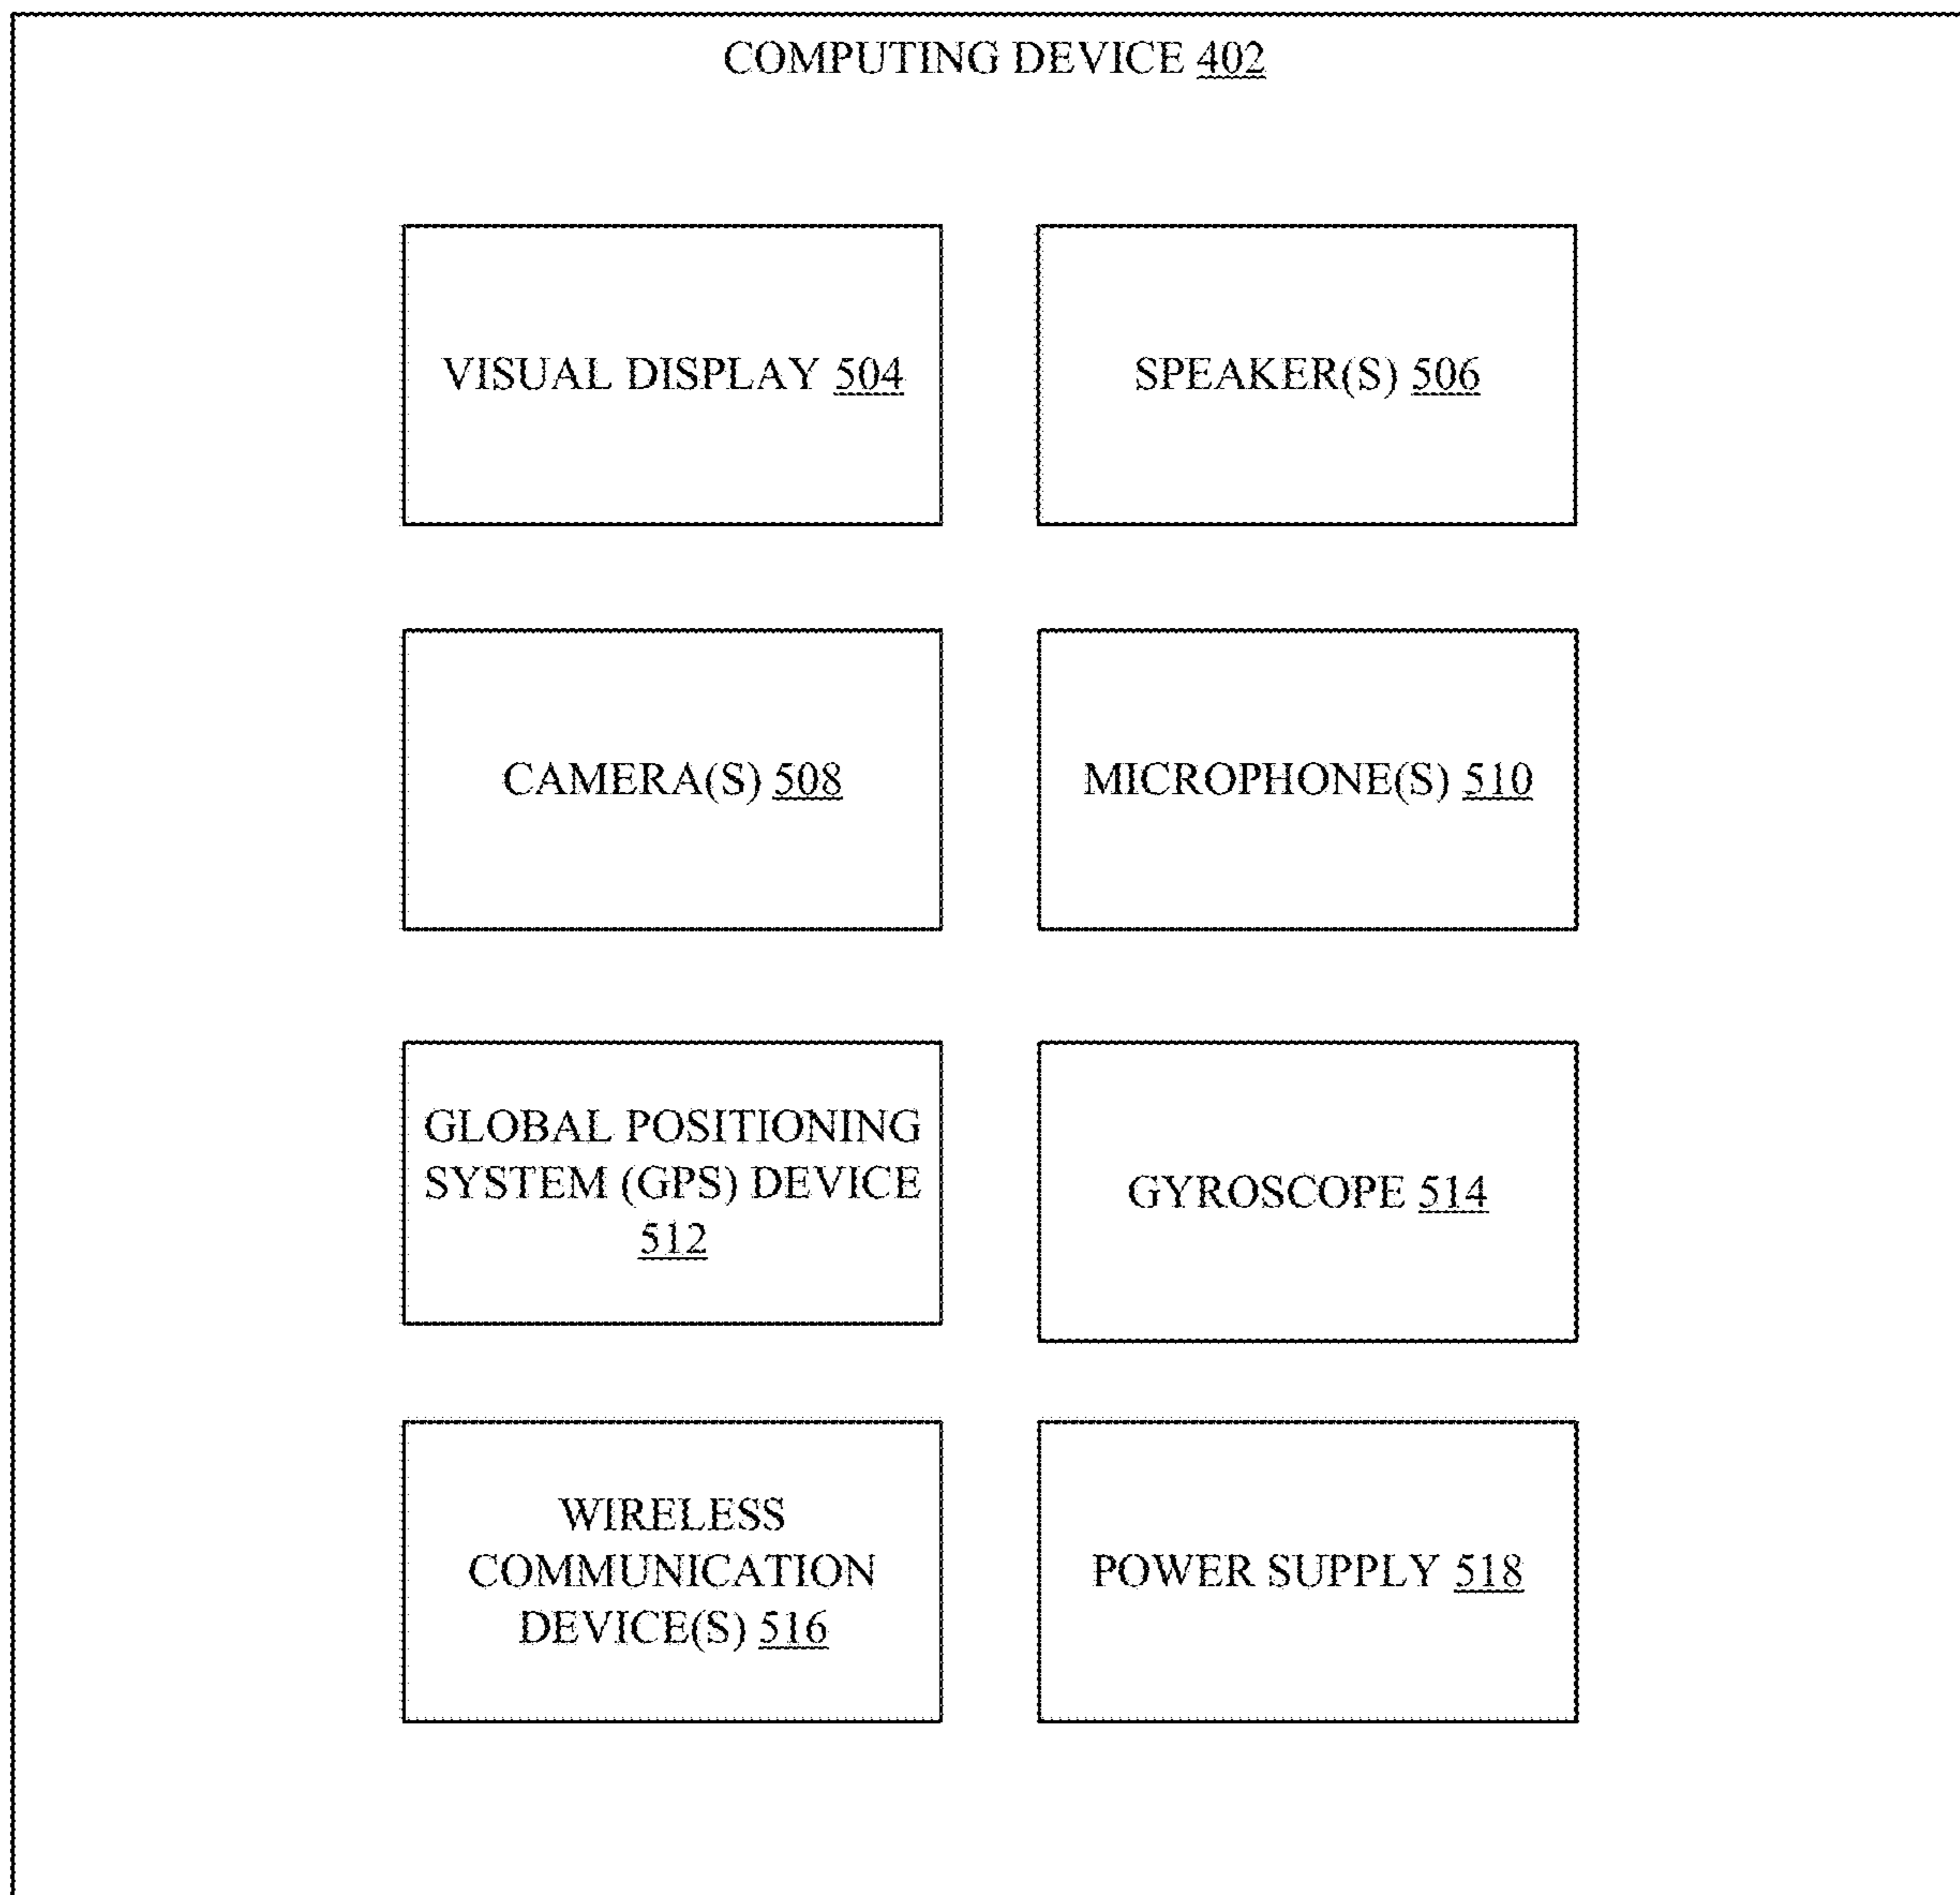 COMPUTING DEVICE 402
VISUAL DISPLAY 504
SPEAKER(S) 506
CAMERA(S) 508
MICROPHONE(S) 510
GLOBAL POSITIONING
SYSTEM (GPS) DEVICE
512
GYROSCOPE 514
WIRELESS
COMMUNICATION
DEVICE(S) 516
POWER SUPPLY 518